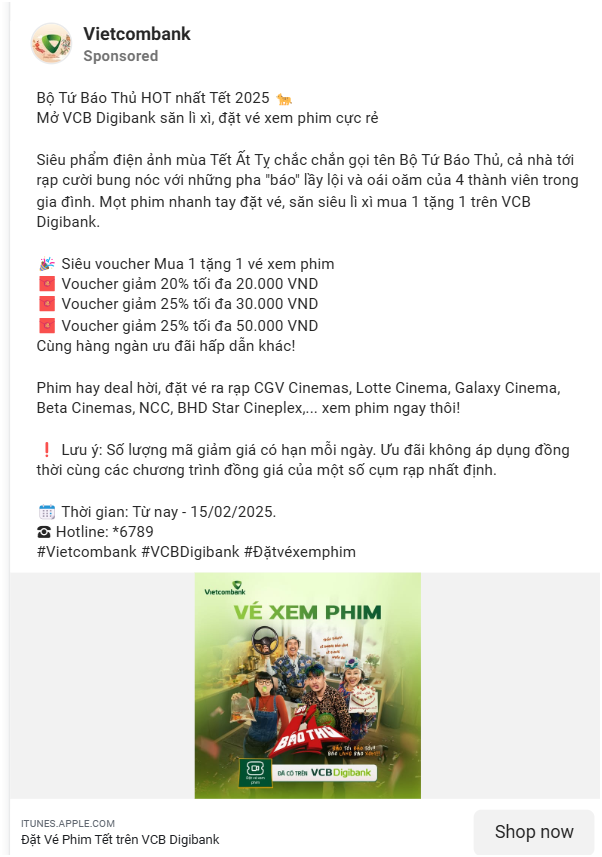 Vietcombank
Sponsored
Bộ Tứ Báo Thủ HOT nhất Tết 2025 🐆
Mở VCB Digibank săn lì xì, đặt vé xem phim cực rẻ
Siêu phẩm điện ảnh mùa Tết Ất Tỵ chắc chắn gọi tên Bộ Tứ Báo Thủ, cả nhà tới
rạp cười bung nóc với những pha "báo" lầy lội và oái oăm của 4 thành viên trong
gia đình. Mọt phim nhanh tay đặt vé, săn siêu lì xì mua 1 tặng 1 trên VCB
Digibank.
🎉 Siêu voucher Mua 1 tặng 1 vé xem phim
🧧 Voucher giảm 20% tối đa 20.000 VND
🧧 Voucher giảm 25% tối đa 30.000 VND
🧧 Voucher giảm 25% tối đa 50.000 VND
Cùng hàng ngàn ưu đãi hấp dẫn khác!
Phim hay deal hời, đặt vé ra rạp CGV Cinemas, Lotte Cinema, Galaxy Cinema,
Beta Cinemas, NCC, BHD Star Cineplex,... xem phim ngay thôi!
❗ Lưu ý: Số lượng mã giảm giá có hạn mỗi ngày. Ưu đãi không áp dụng đồng
thời cùng các chương trình đồng giá của một số cụm rạp nhất định.
🗓 Thời gian: Từ nay - 15/02/2025.
☎ Hotline: *6789
#Vietcombank #VCBDigibank #Đặtvéxemphim
Vietcombank
VÉ XEM PHIM
BÁO THỦ
ĐÃ CÓ TRÊN VCB Digibank
ITUNES.APPLE.COM
Đặt Vé Phim Tết trên VCB Digibank
Shop now